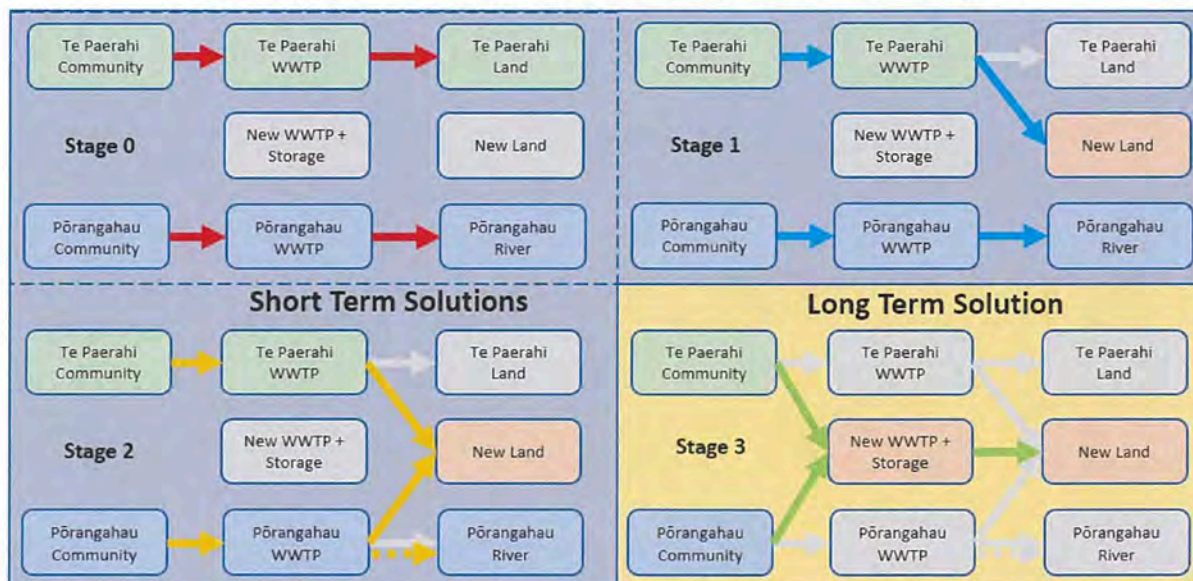 Te Paerahi
Community
Te Paerahi
WWTP
Te Paerahi
Land
Stage 0
New WWTP +
Storage
New Land
Pōrangahau
Community
Pōrangahau
WWTP
Pōrangahau
River
Te Paerahi
Community
Te Paerahi
WWTP
Te Paerahi
Land
Stage 1
New WWTP +
Storage
New Land
Pōrangahau
Community
Pōrangahau
WWTP
Pōrangahau
River
Short Term Solutions
Te Paerahi
Community
Te Paerahi
WWTP
Te Paerahi
Land
Stage 2
New WWTP +
Storage
New Land
Pōrangahau
Community
Pōrangahau
WWTP
Pōrangahau
River
Long Term Solution
Te Paerahi
Community
Te Paerahi
WWTP
Te Paerahi
Land
Stage 3
New WWTP +
Storage
New Land
Pōrangahau
Community
Pōrangahau
WWTP
Pōrangahau
River